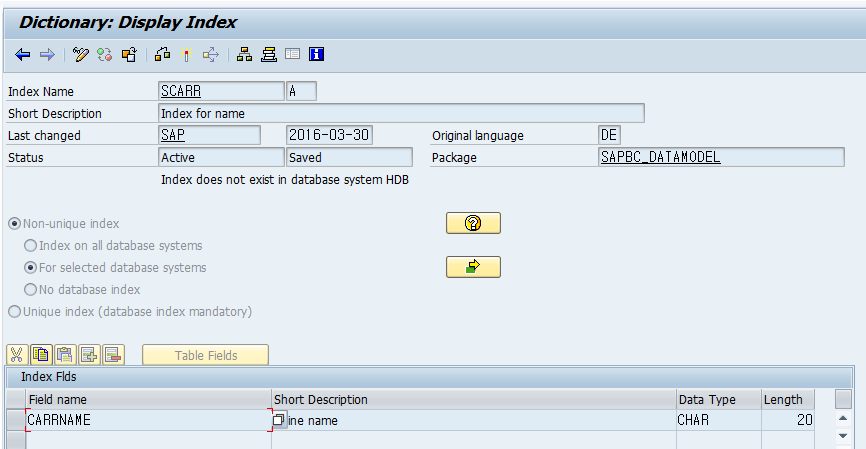 Dictionary: Display Index
Index Name SCARR A
Short Description Index for name
Last changed SAP 2016-03-30 Original language DE
Status Active Saved Package SAPBC_DATAMODEL
Index does not exist in database system HDB
Non-unique index
Index on all database systems
For selected database systems
No database index
Unique index (database index mandatory)
Table Fields
Index Flds
Field name Short Description Data Type Length
CARRNAME ine name CHAR 20